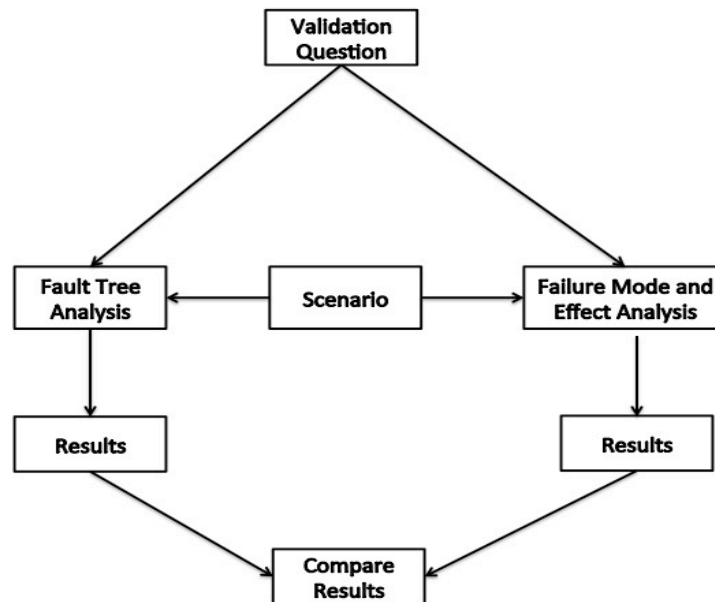 Validation
Question
Fault Tree
Analysis
Scenario
Failure Mode and
Effect Analysis
Results
Results
Compare
Results